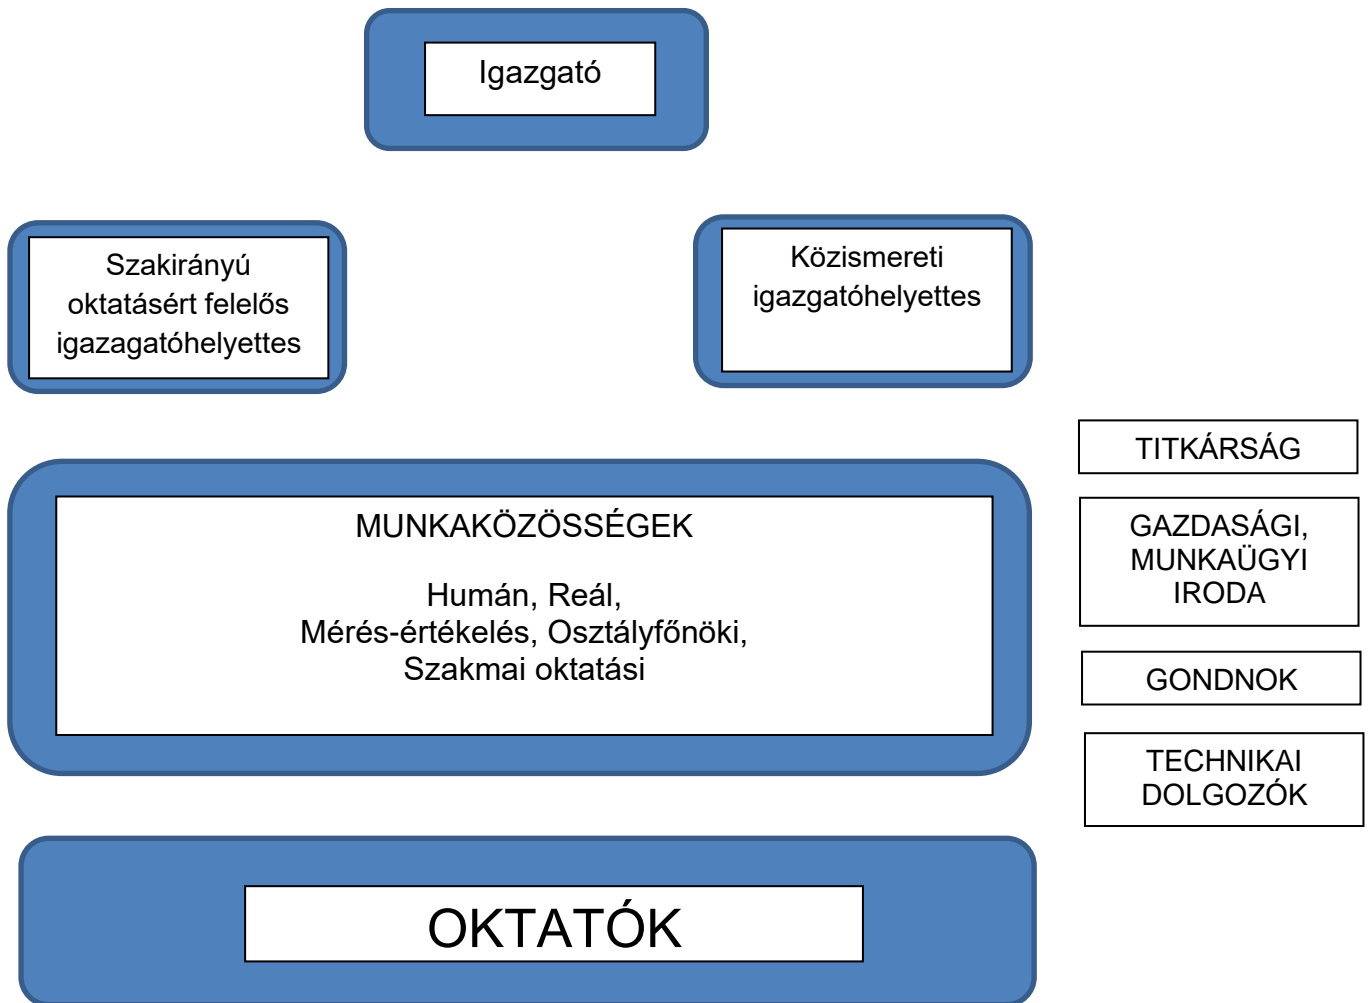 Igazgató
Szakirányú
oktatásért felelős
igazagatóhelyettes
Közismereti
igazgatóhelyettes
MUNKAKÖZÖSSÉGEK
Humán, Reál,
Mérés-értékelés, Osztályfőnöki,
Szakmai oktatási
TITKÁRSÁG
GAZDASÁGI,
MUNKAÜGYI
IRODA
GONDNOK
TECHNIKAI
DOLGOZÓK
OKTATÓK